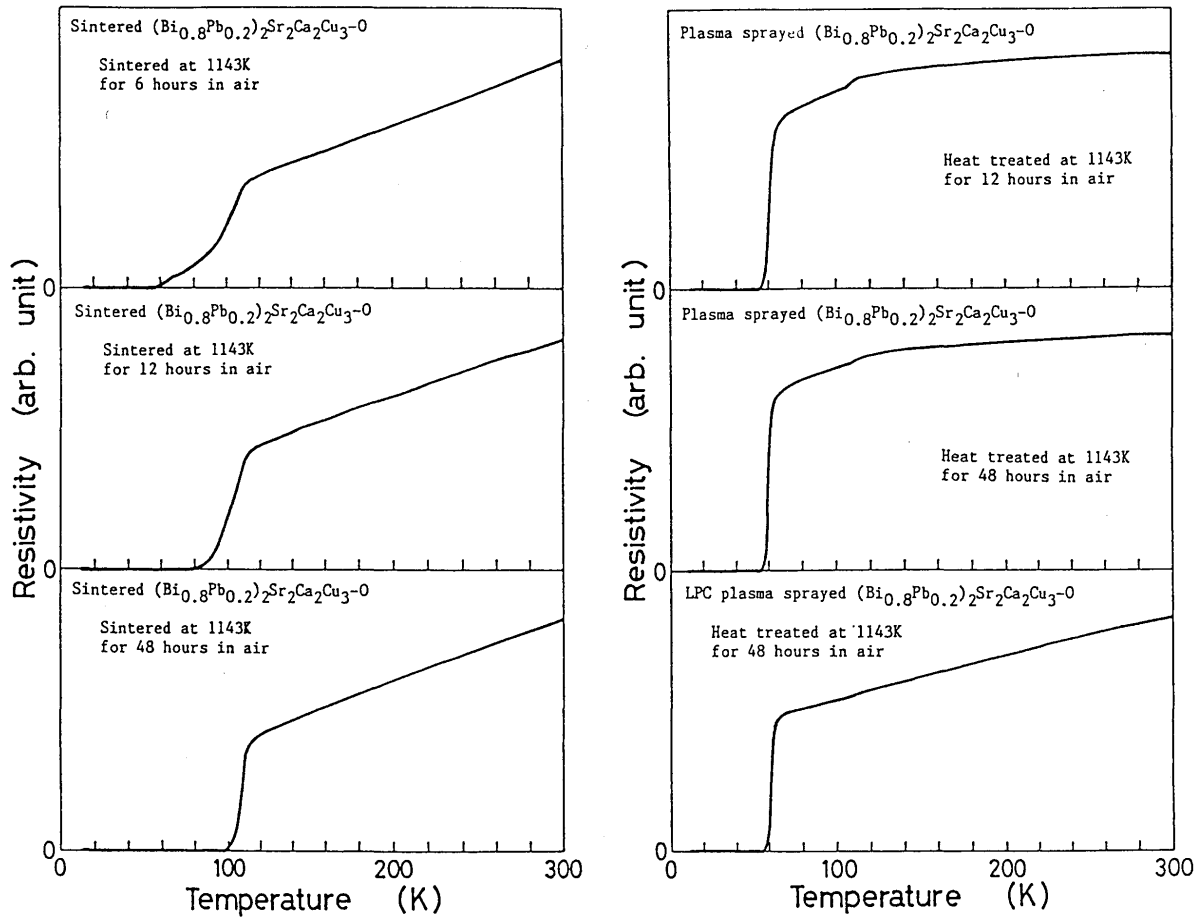 Sintered (Bi0.8Pb0.2)2Sr2Ca2Cu3-O
Sintered at 1143K
for 6 hours in air
0
Sintered (Bi0.8Pb0.2)2Sr2Ca2Cu3-O
Sintered at 1143K
for 12 hours in air
0
Sintered (Bi0.8Pb0.2)2Sr2Ca2Cu3-O
Sintered at 1143K
for 48 hours in air
0
0 100 200 300
Temperature (K)
Resistivity (arb. unit)
Plasma sprayed (Bi0.8Pb0.2)2Sr2Ca2Cu3-O
Heat treated at 1143K
for 12 hours in air
0
Plasma sprayed (Bi0.8Pb0.2)2Sr2Ca2Cu3-O
Heat treated at 1143K
for 48 hours in air
0
LPC plasma sprayed (Bi0.8Pb0.2)2Sr2Ca2Cu3-O
Heat treated at 1143K
for 48 hours in air
0
0 100 200 300
Temperature (K)
Resistivity (arb. unit)